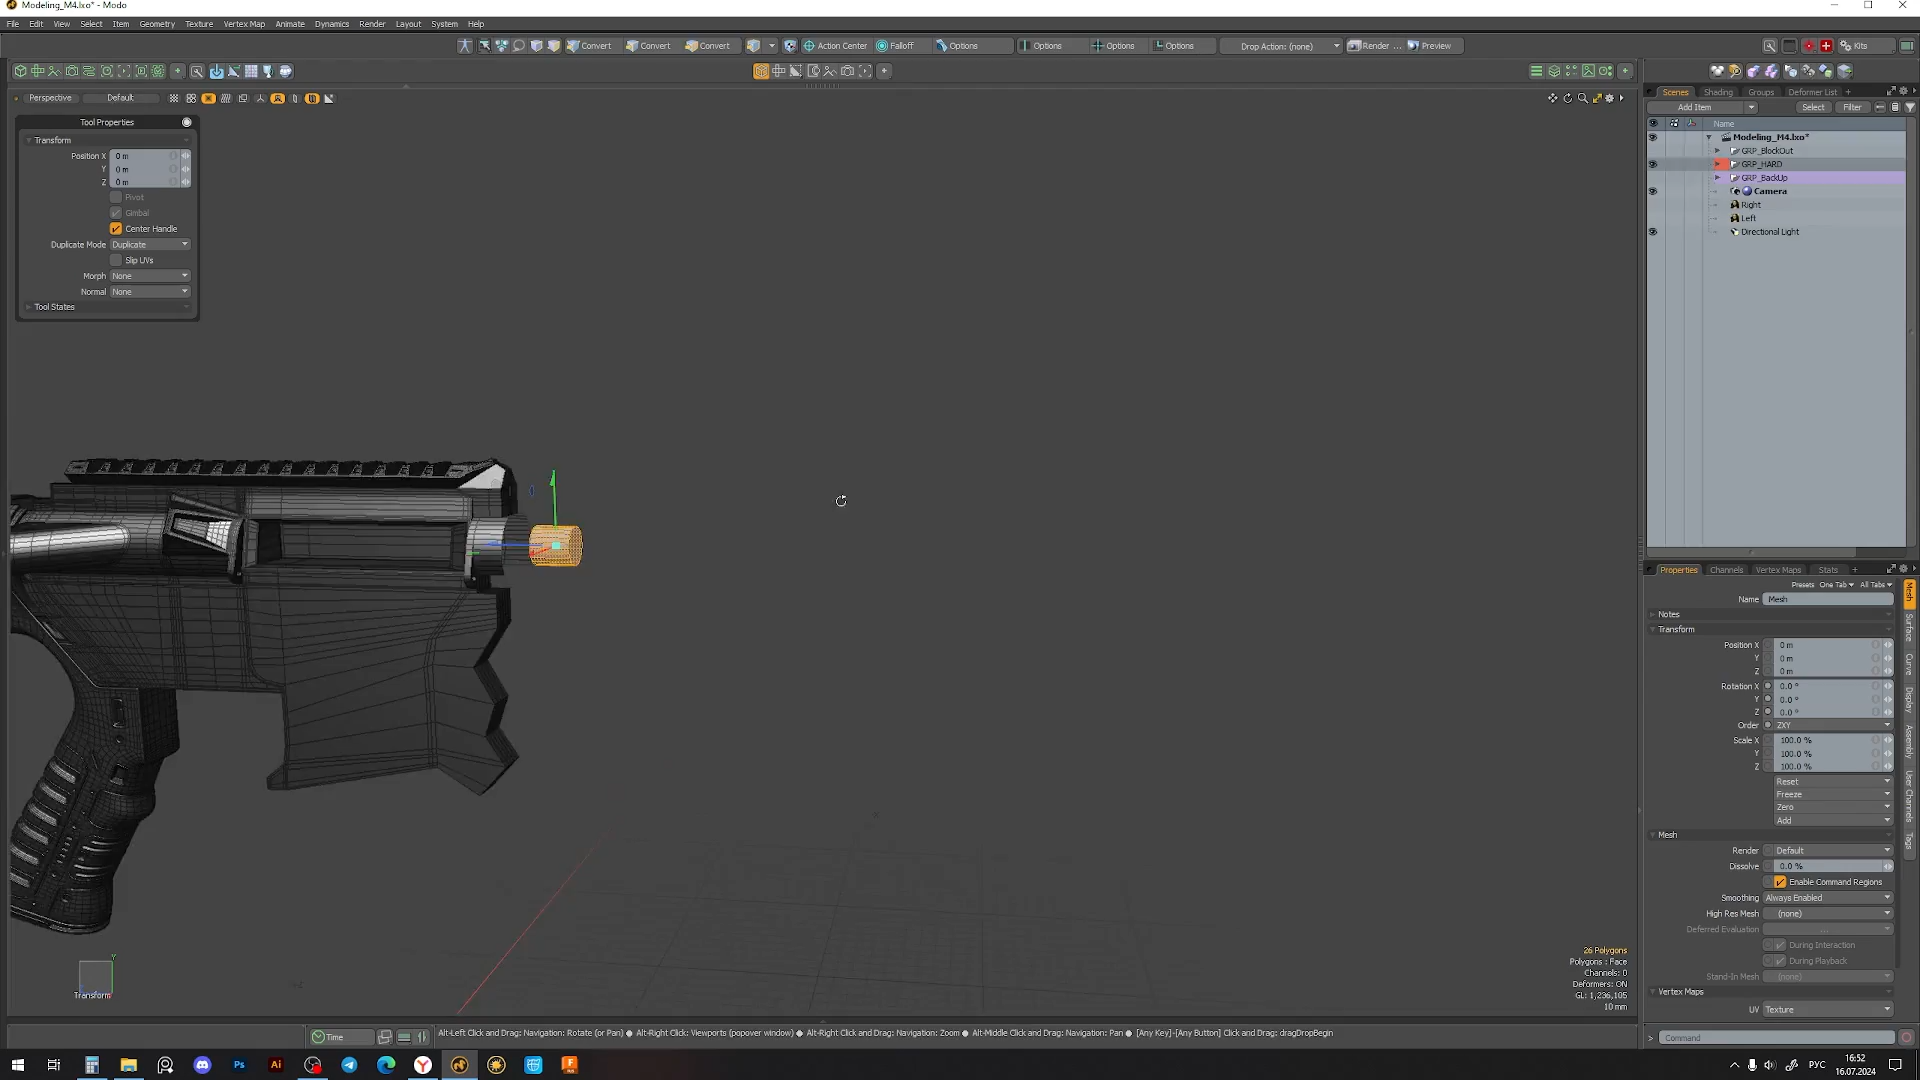 Modeling_M4.lxo* - Modo
File Edit View Select Item Geometry Texture Vertex Map Animate Dynamics Render Layout System Help
Convert Convert Convert Action Center Falloff Options Options Options Options Drop Action: (none) Render ... Preview Kits
Perspective Default
Tool Properties
Transform
Position X 0 m
Y 0 m
Z 0 m
Pivot
Gimbal
Center Handle
Duplicate Mode Duplicate
Slip UVs
Morph None
Normal None
Tool States
Transform
26 Polygons
Polygons : Face
Channels: 0
Deformers: ON
GL: 1,236,105
10 mm
Scenes Shading Groups Deformer List +
Add Item Select Filter
Name
Modeling_M4.lxo*
GRP_BlockOut
GRP_HARD
GRP_BackUp
Camera
Right
Left
Directional Light
Properties Channels Vertex Maps Stats +
Presets One Tab All Tabs
Name Mesh
Notes
Transform
Position X 0 m
Y 0 m
Z 0 m
Rotation X 0.0 °
Y 0.0 °
Z 0.0 °
Order ZXY
Scale X 100.0 %
Y 100.0 %
Z 100.0 %
Reset
Freeze
Zero
Add
Mesh
Render Default
Dissolve 0.0 %
Enable Command Regions
Smoothing Always Enabled
High Res Mesh (none)
Deferred Evaluation ...
During Interaction
During Playback
Stand-In Mesh (none)
Vertex Maps
UV Texture
Mesh
Surface
Curve
Display
Assembly
User Channels
Tags
Time Alt-Left Click and Drag: Navigation: Rotate (or Pan) ● Alt-Right Click: Viewports (popover window) ● Alt-Right Click and Drag: Navigation: Zoom ● Alt-Middle Click and Drag: Navigation: Pan ● [Any Key]-[Any Button] Click and Drag: dragDropBegin
Command
Ps Ai
РУС
16:52
16.07.2024